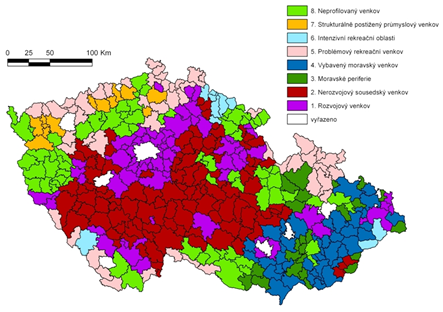 8. Neprofilovaný venkov
7. Strukturálně postižený průmyslový venkov
6. Intenzivní rekreační oblasti
5. Problémový rekreační venkov
4. Vybavený moravský venkov
3. Moravské periferie
2. Nerozvojový sousedský venkov
1. Rozvojový venkov
vyřazeno
0 50 100 Km